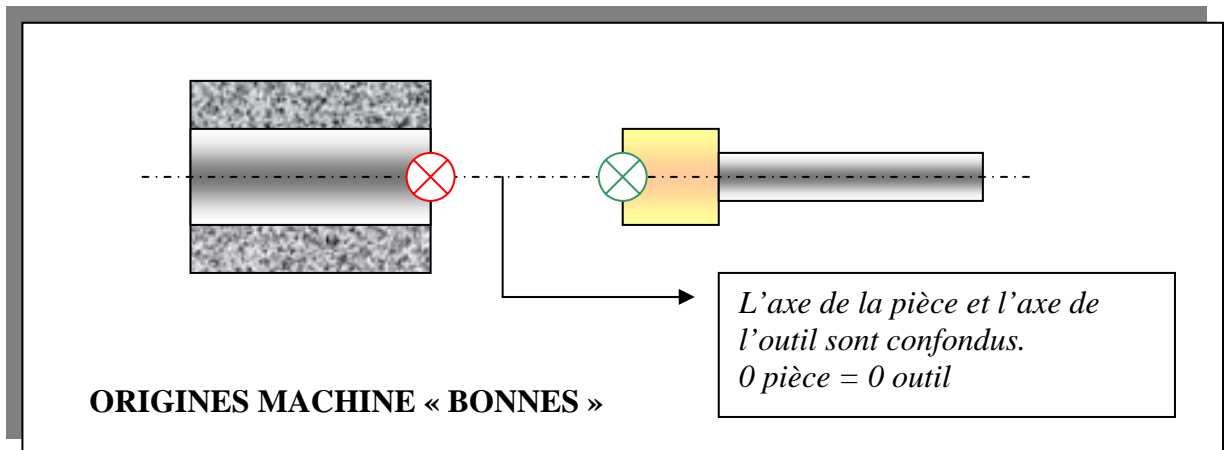 L’axe de la pièce et l’axe de
l’outil sont confondus.
0 pièce = 0 outil
ORIGINES MACHINE « BONNES »